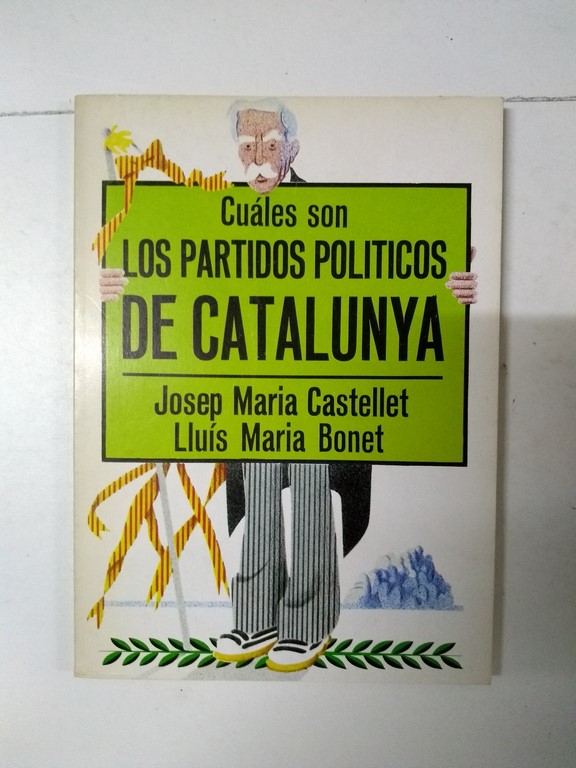 Cuáles son
LOS PARTIDOS POLITICOS
DE CATALUNYA
Josep Maria Castellet
Lluís Maria Bonet